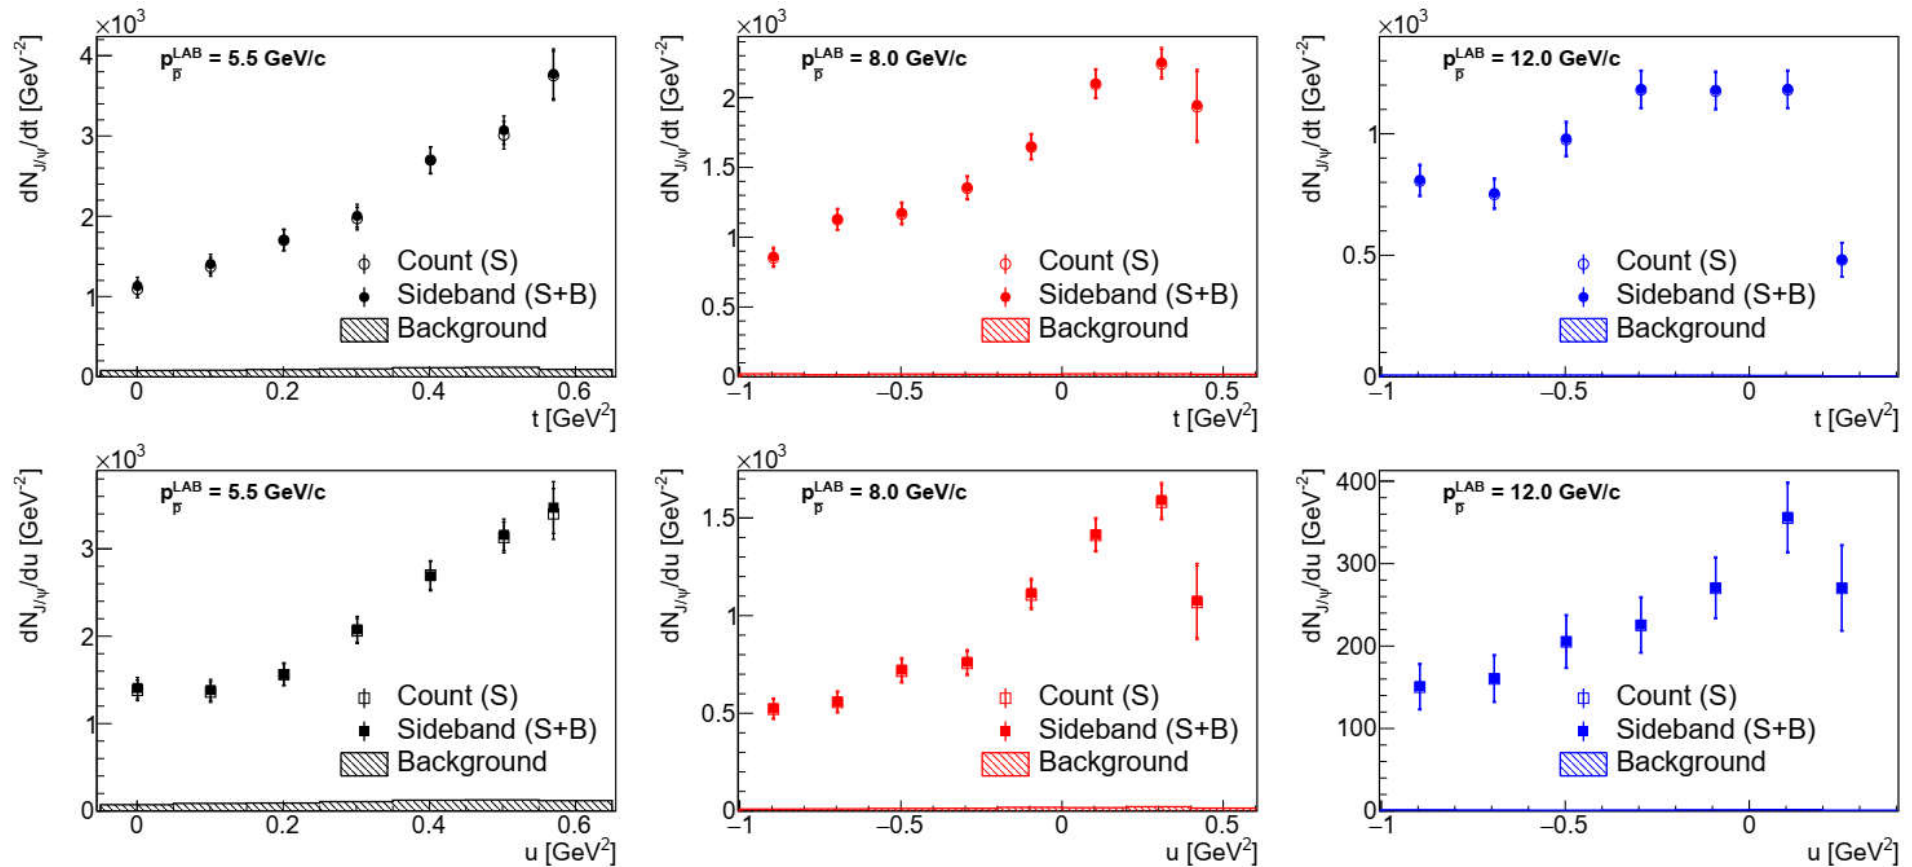 ×10³
p_p̅^LAB = 5.5 GeV/c
dN_J/ψ/dt [GeV⁻²]
4
3
2
1
0
Count (S)
Sideband (S+B)
Background
0 0.2 0.4 0.6
t [GeV²]
×10³
p_p̅^LAB = 8.0 GeV/c
dN_J/ψ/dt [GeV⁻²]
2
1.5
1
0.5
0
Count (S)
Sideband (S+B)
Background
−1 −0.5 0 0.5
t [GeV²]
×10³
p_p̅^LAB = 12.0 GeV/c
dN_J/ψ/dt [GeV⁻²]
1
0.5
0
Count (S)
Sideband (S+B)
Background
−1 −0.5 0
t [GeV²]
×10³
p_p̅^LAB = 5.5 GeV/c
dN_J/ψ/du [GeV⁻²]
3
2
1
0
Count (S)
Sideband (S+B)
Background
0 0.2 0.4 0.6
u [GeV²]
×10³
p_p̅^LAB = 8.0 GeV/c
dN_J/ψ/du [GeV⁻²]
1.5
1
0.5
0
Count (S)
Sideband (S+B)
Background
−1 −0.5 0 0.5
u [GeV²]
p_p̅^LAB = 12.0 GeV/c
dN_J/ψ/du [GeV⁻²]
400
300
200
100
0
Count (S)
Sideband (S+B)
Background
−1 −0.5 0
u [GeV²]